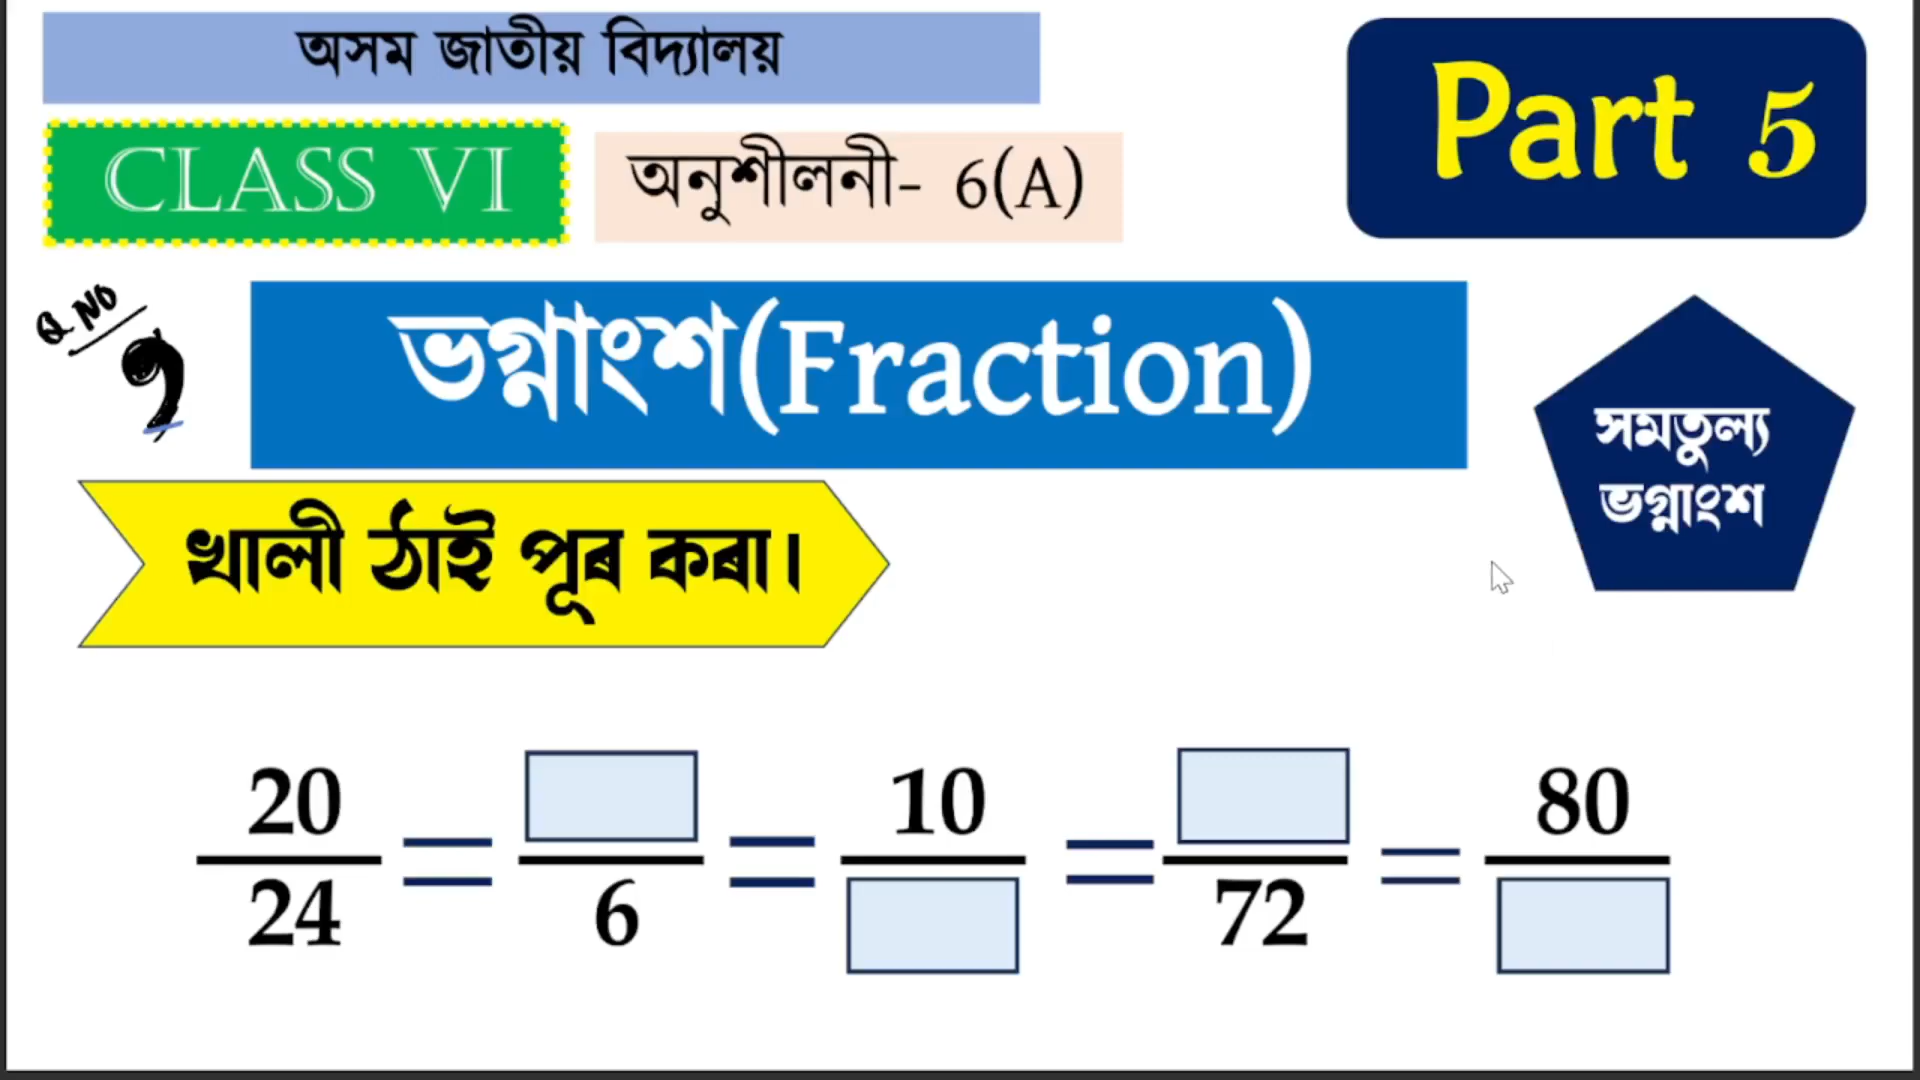 অসম জাতীয় বিদ্যালয়
Part 5
CLASS VI
অনুশীলনী- 6(A)
Q. No
৭
ভগ্নাংশ(Fraction)
সমতুল্য
ভগ্নাংশ
খালী ঠাই পূৰ কৰা।
20 = 10 = 80
24 6 72